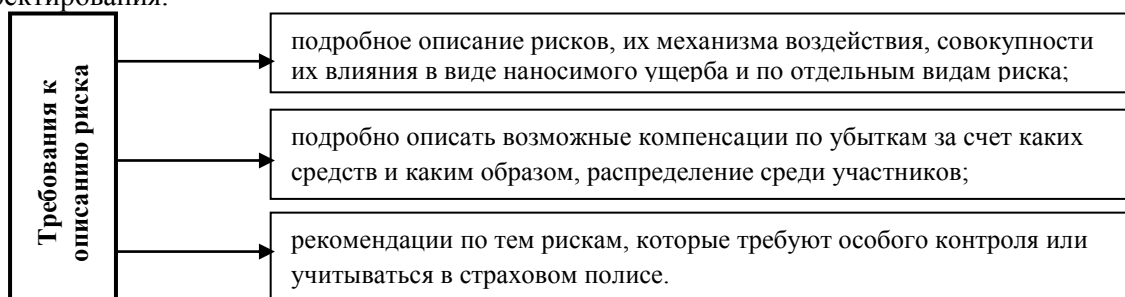 ектирования.
Требования к
описанию риска
подробное описание рисков, их механизма воздействия, совокупности
их влияния в виде наносимого ущерба и по отдельным видам риска;
подробно описать возможные компенсации по убыткам за счет каких
средств и каким образом, распределение среди участников;
рекомендации по тем рискам, которые требуют особого контроля или
учитываться в страховом полисе.